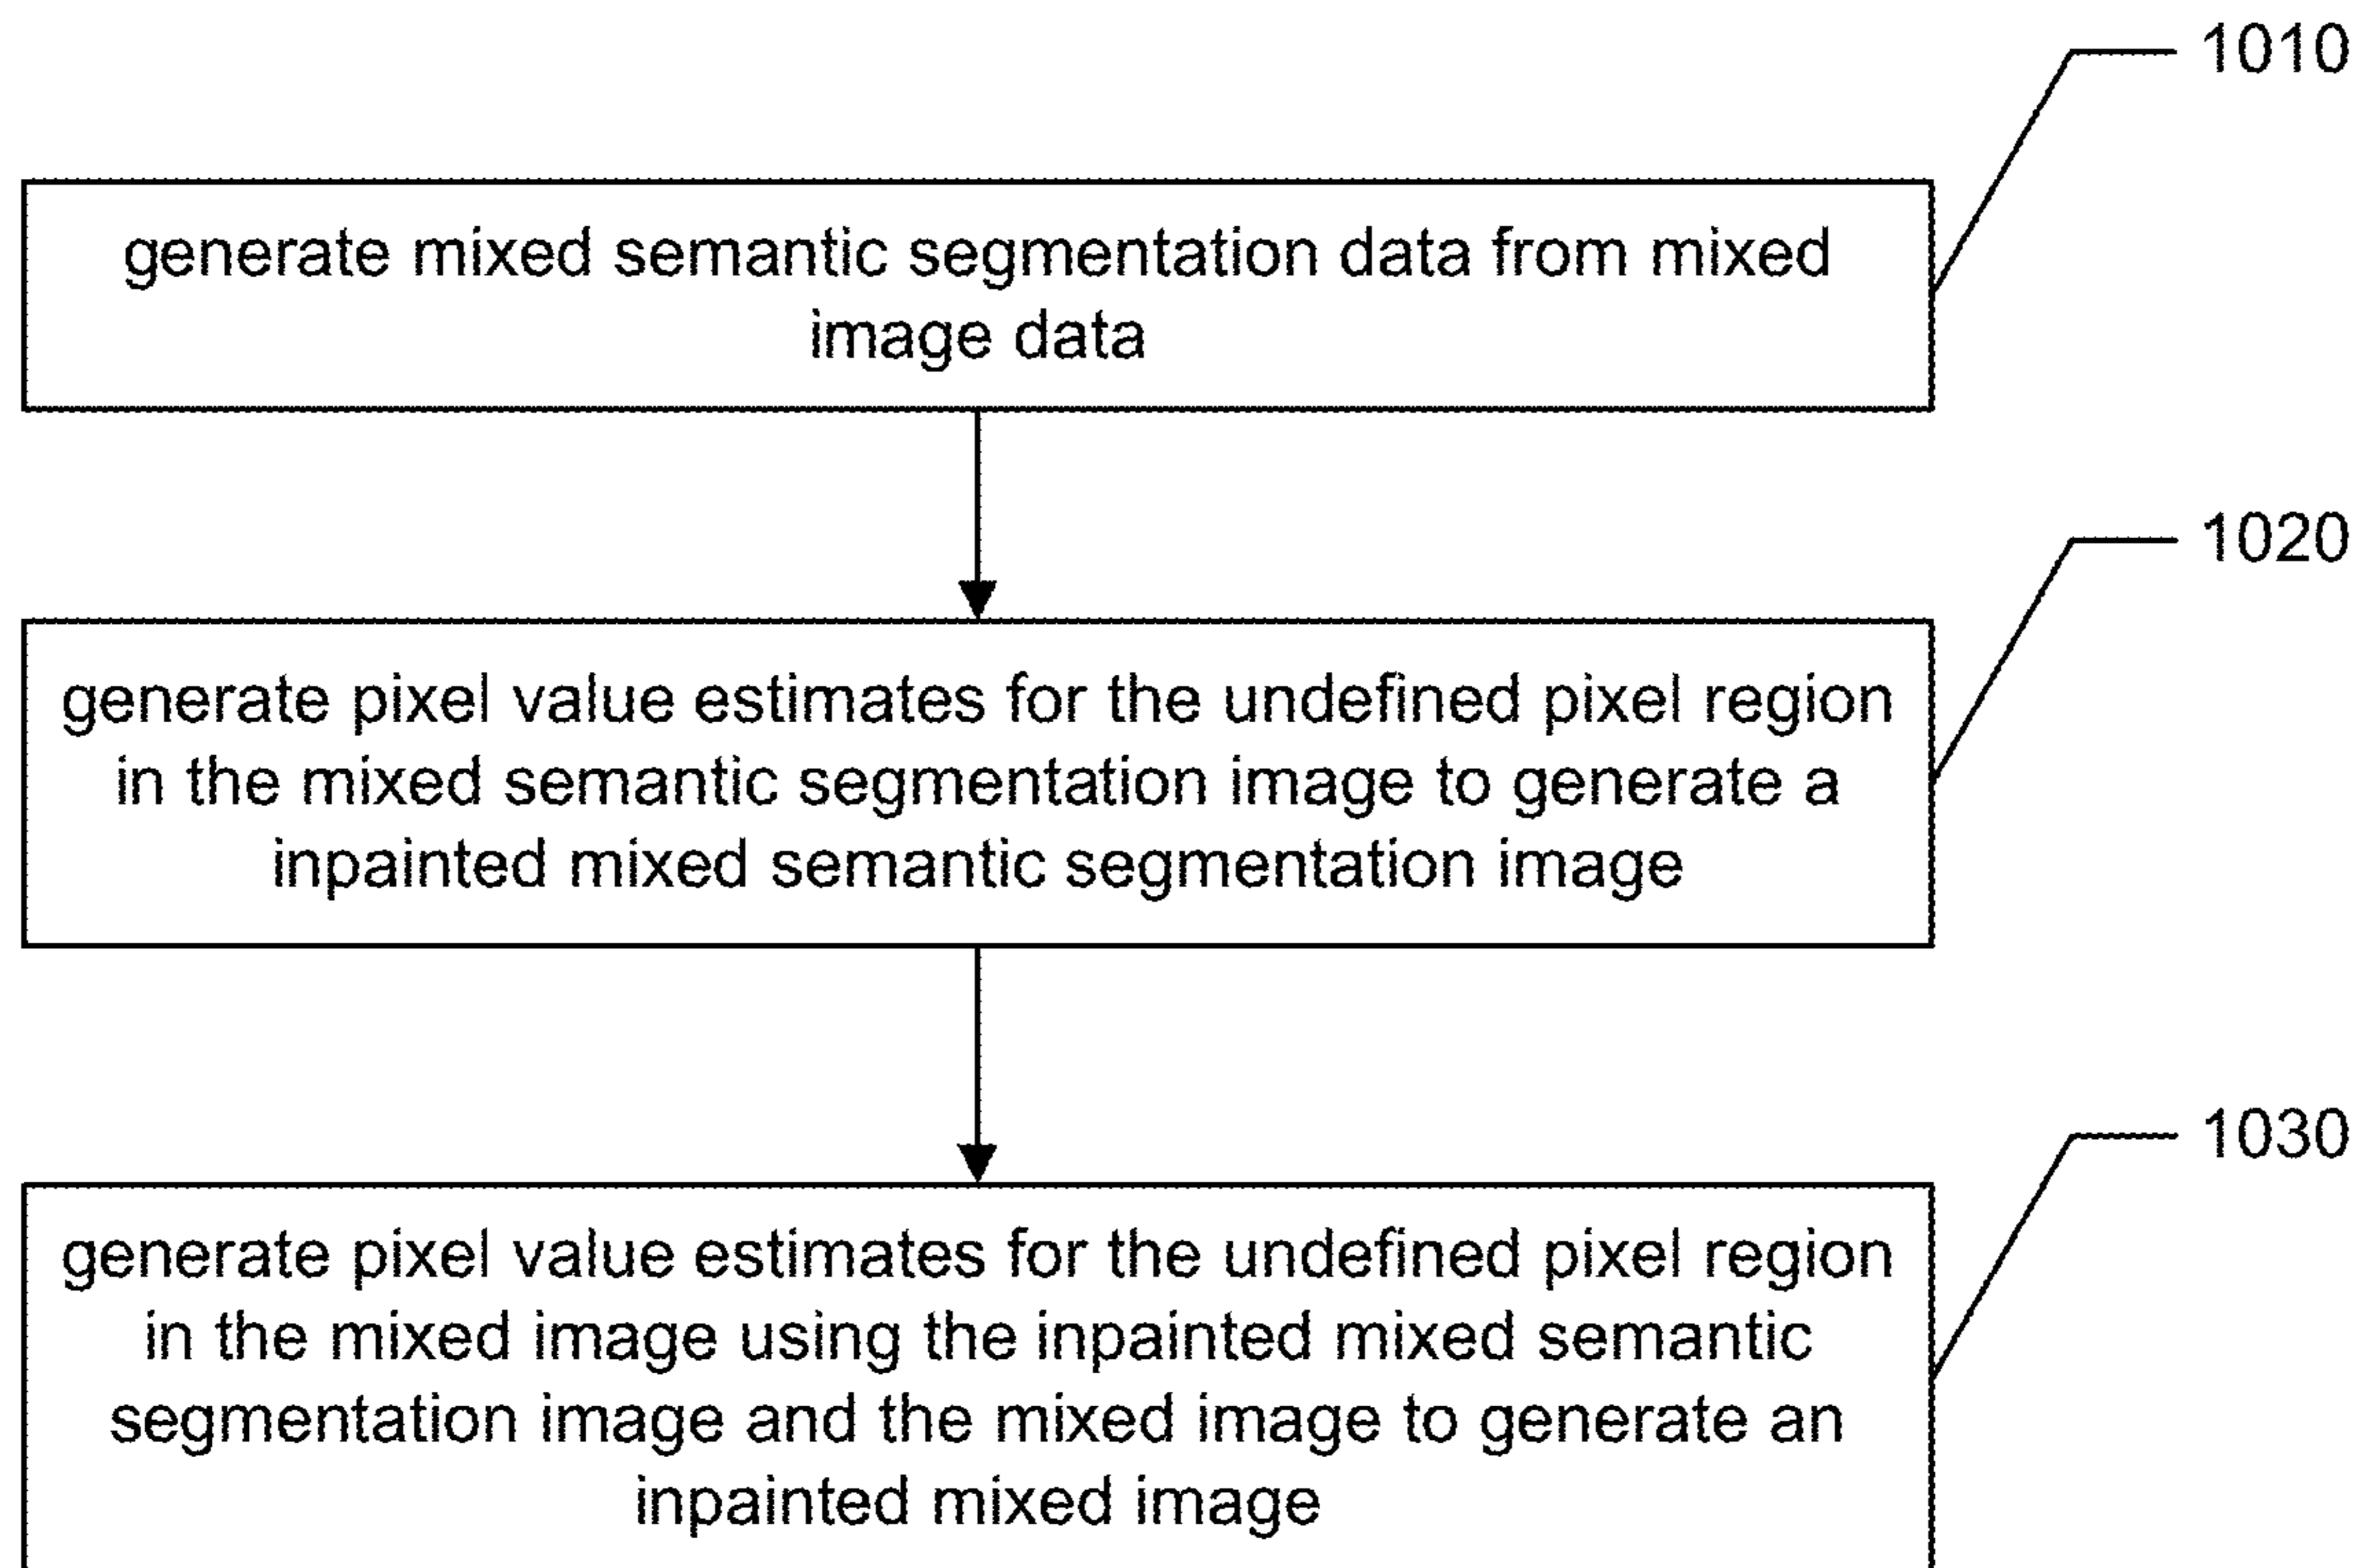 1010
generate mixed semantic segmentation data from mixed
image data
1020
generate pixel value estimates for the undefined pixel region
in the mixed semantic segmentation image to generate a
inpainted mixed semantic segmentation image
1030
generate pixel value estimates for the undefined pixel region
in the mixed image using the inpainted mixed semantic
segmentation image and the mixed image to generate an
inpainted mixed image